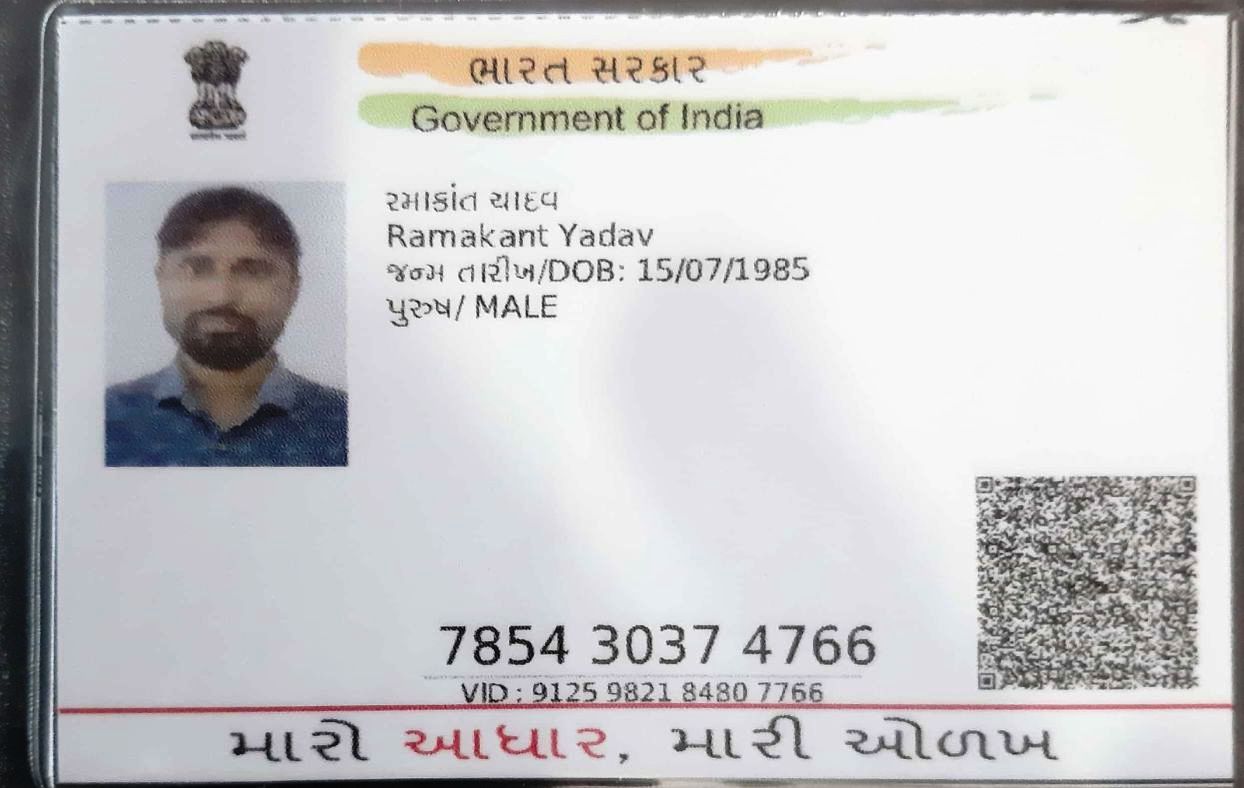 ભારત સરકાર
Government of India
રમાકાંત યાદવ
Ramakant Yadav
જન્મ તારીખ/DOB: 15/07/1985
પુરુષ/ MALE
7854 3037 4766
VID : 9125 9821 8480 7766
મારો આધાર, મારી ઓળખ